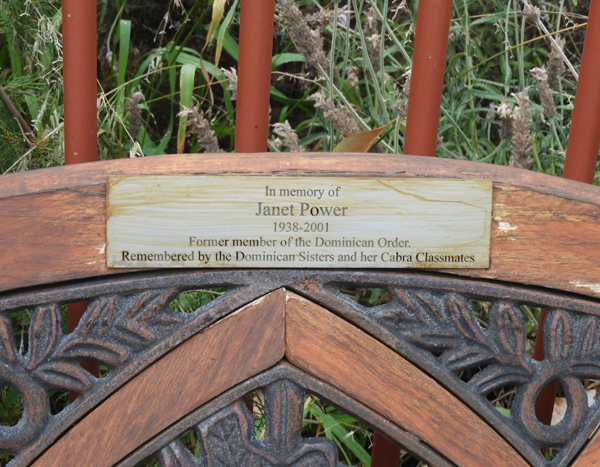 In memory of
Janet Power
1938-2001
Former member of the Dominican Order.
Remembered by the Dominican Sisters and her Cabra Classmates